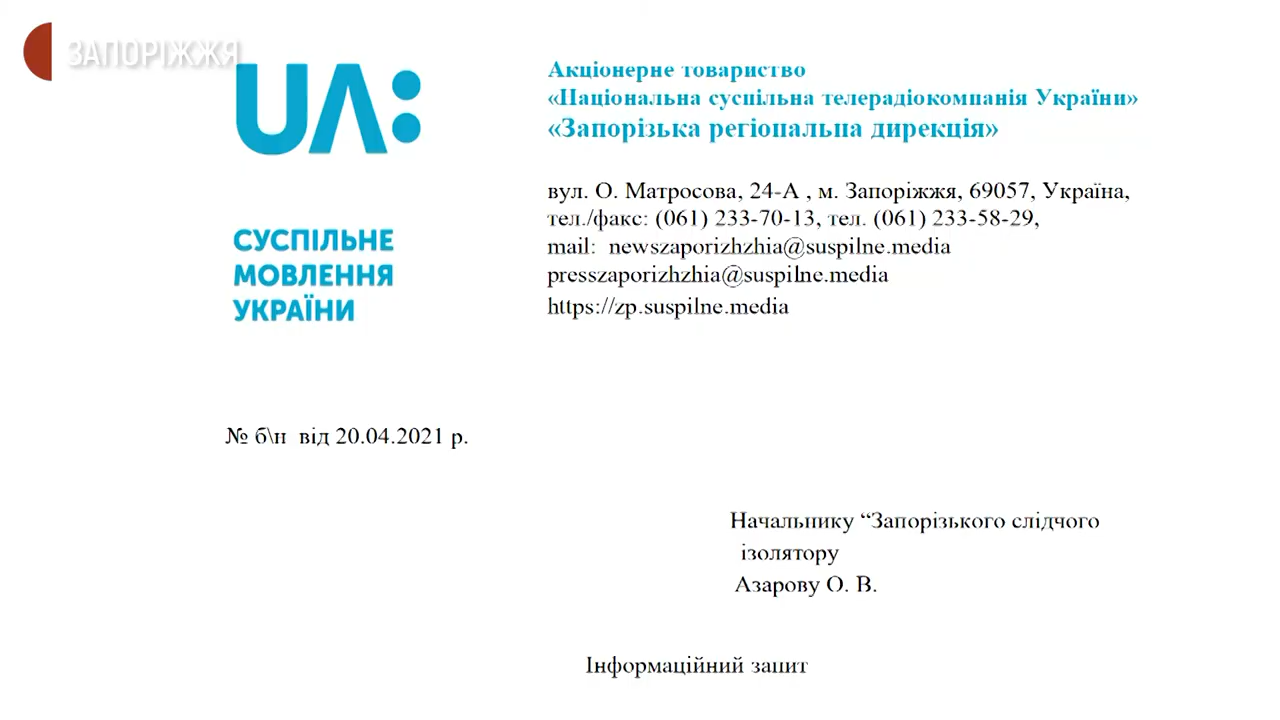 ЗАПОРІЖЖЯ
UA:
СУСПІЛЬНЕ
МОВЛЕННЯ
УКРАЇНИ
Акціонерне товариство
«Національна суспільна телерадіокомпанія України»
«Запорізька регіональна дирекція»
вул. О. Матросова, 24-А , м. Запоріжжя, 69057, Україна,
тел./факс: (061) 233-70-13, тел. (061) 233-58-29,
mail: newszaporizhzhia@suspilne.media
presszaporizhzhia@suspilne.media
https://zp.suspilne.media
№ б\н від 20.04.2021 р.
Начальнику “Запорізького слідчого
ізолятору
Азарову О. В.
Інформаційний запит